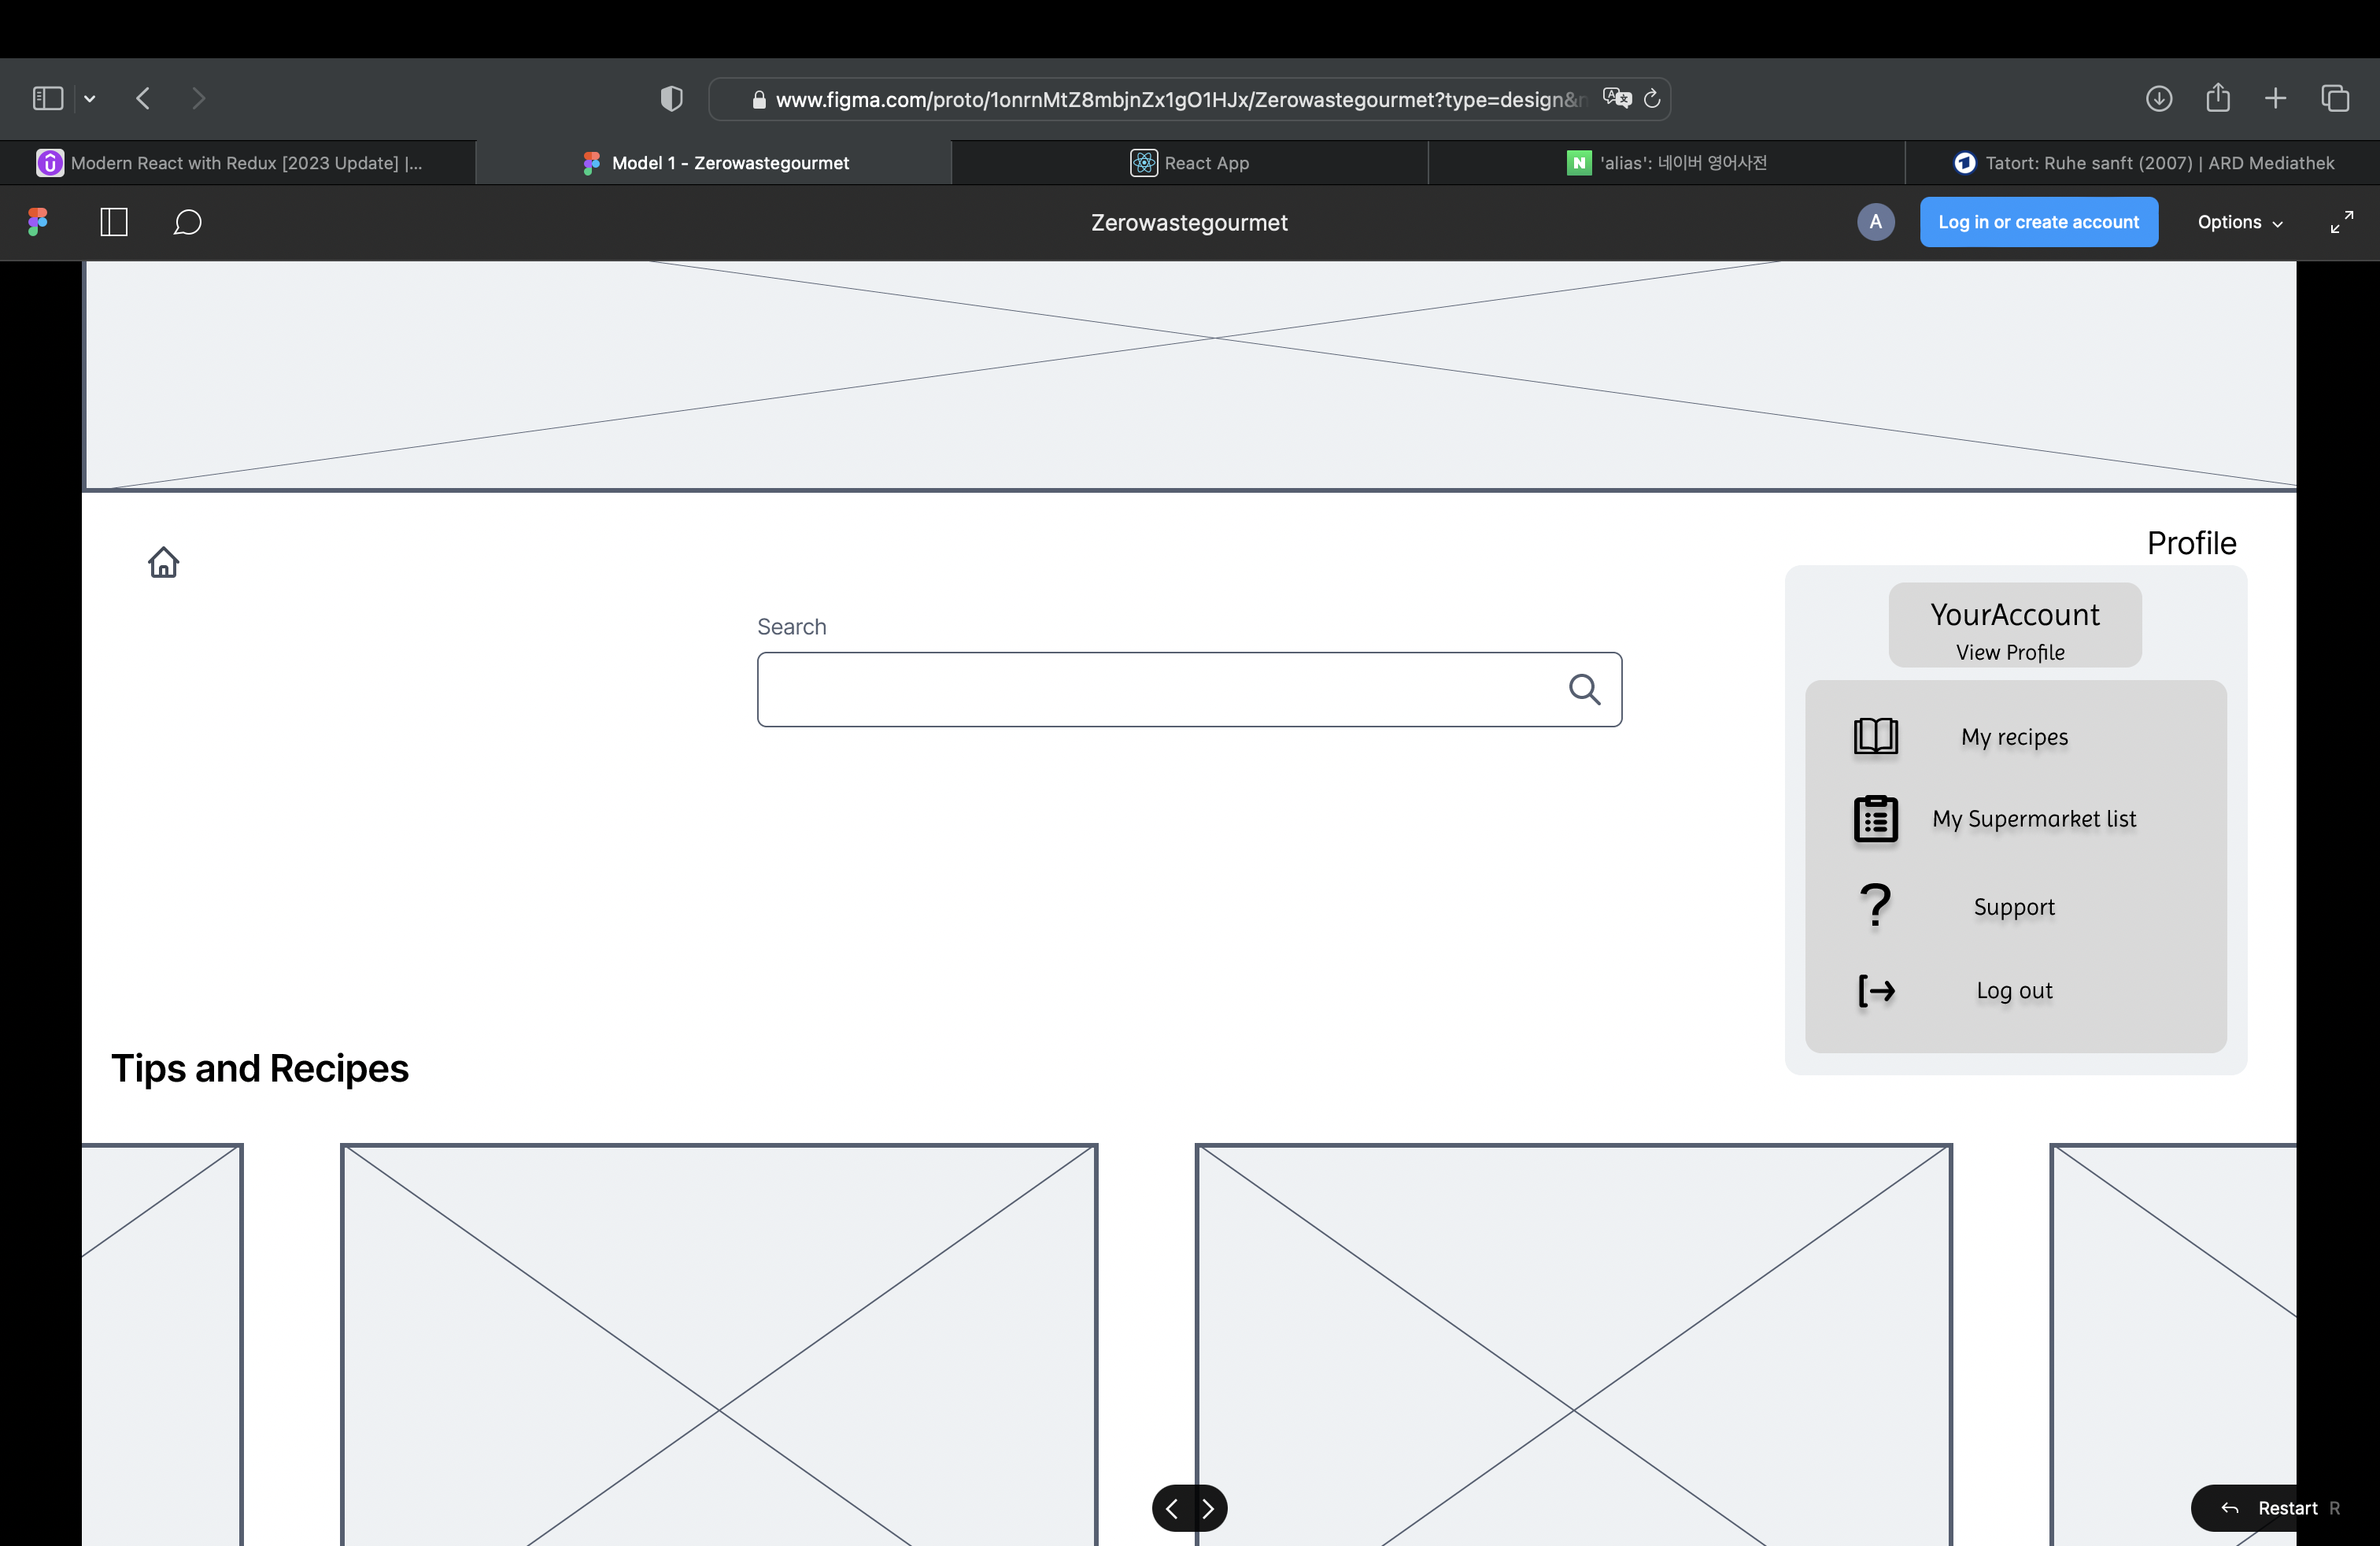 www.figma.com/proto/1onrnMtZ8mbjnZx1gO1HJx/Zerowastegourmet?type=design&
Modern React with Redux [2023 Update] |...
Model 1 - Zerowastegourmet
React App
N 'alias': 네이버 영어사전
Tatort: Ruhe sanft (2007) | ARD Mediathek
Zerowastegourmet
A
Log in or create account
Options
Profile
YourAccount
View Profile
Search
My recipes
My Supermarket list
? Support
Log out
Tips and Recipes
Restart R